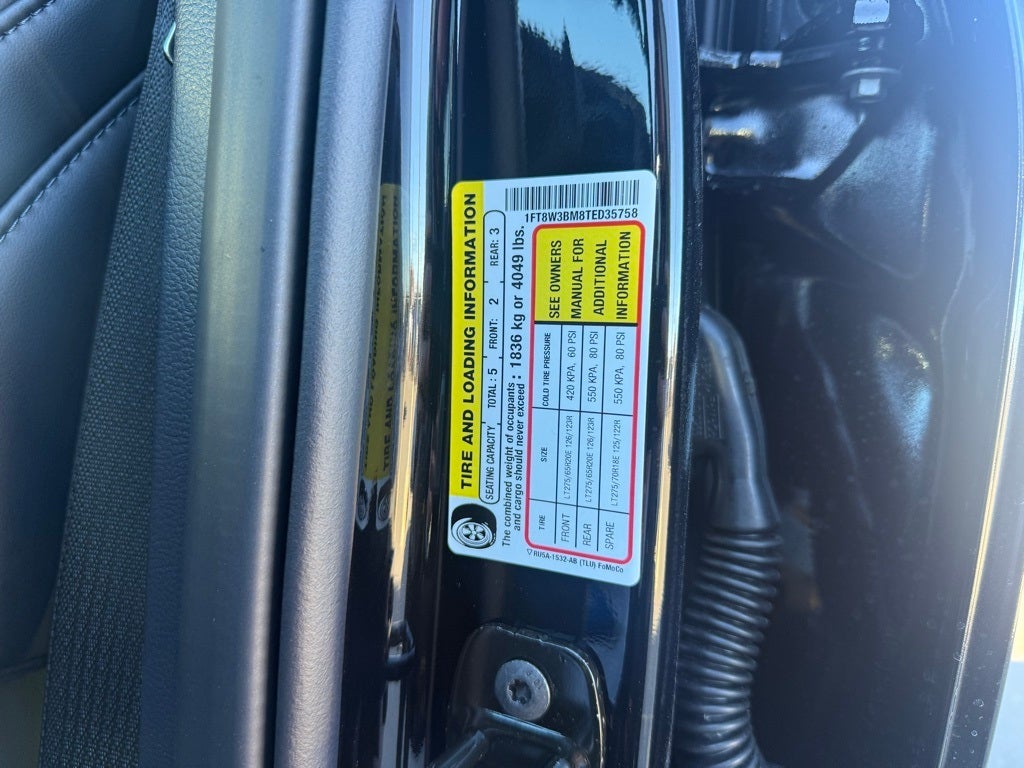 TIRE AND LOADING INFORMATION
SEATING CAPACITY TOTAL : 5 FRONT: 2 REAR: 3
The combined weight of occupants and cargo should never exceed : 1836 kg or 4049 lbs.
1FT8W3BM8TED35758
TIRE SIZE COLD TIRE PRESSURE
FRONT LT275/65R20E 126/123R 420 KPA, 60 PSI
REAR LT275/65R20E 126/123R 550 KPA, 80 PSI
SPARE LT275/70R18E 125/122R 550 KPA, 80 PSI
SEE OWNERS
MANUAL FOR
ADDITIONAL
INFORMATION
RU5A-1532-AB (TLU) FoMoCo